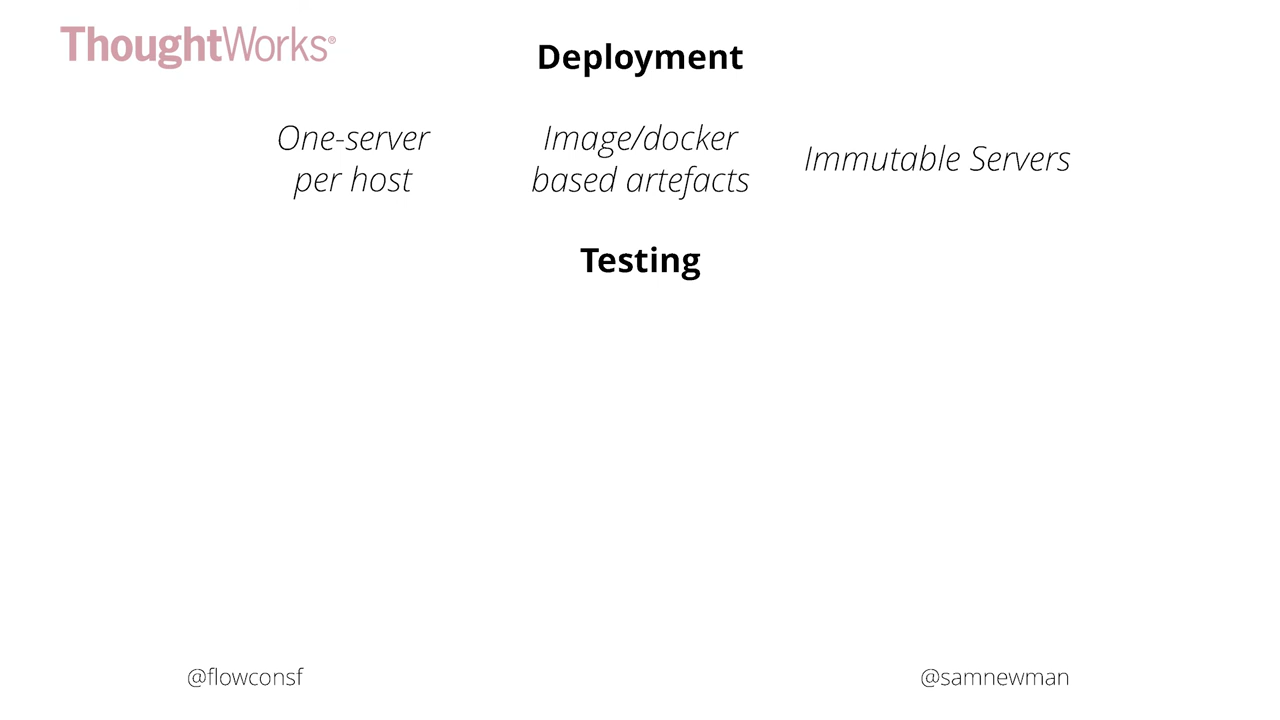 ThoughtWorks®
Deployment
One-server
per host
Image/docker
based artefacts
Immutable Servers
Testing
@flowconsf
@samnewman